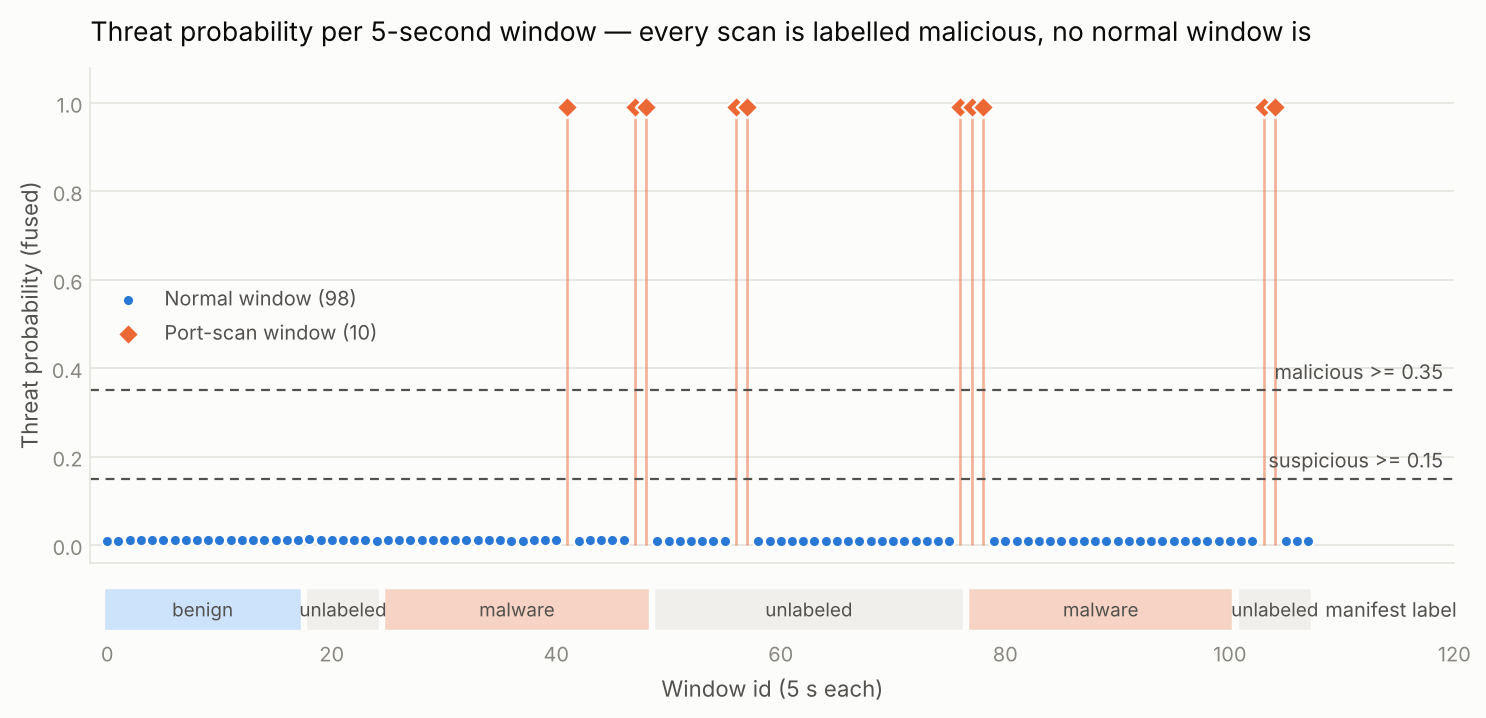 Threat probability per 5-second window — every scan is labelled malicious, no normal window is
Threat probability (fused)
1.0
0.8
0.6
0.4
0.2
0.0
Normal window (98)
Port-scan window (10)
malicious >= 0.35
suspicious >= 0.15
benign unlabeled malware unlabeled malware unlabeled manifest label
0 20 40 60 80 100 120
Window id (5 s each)